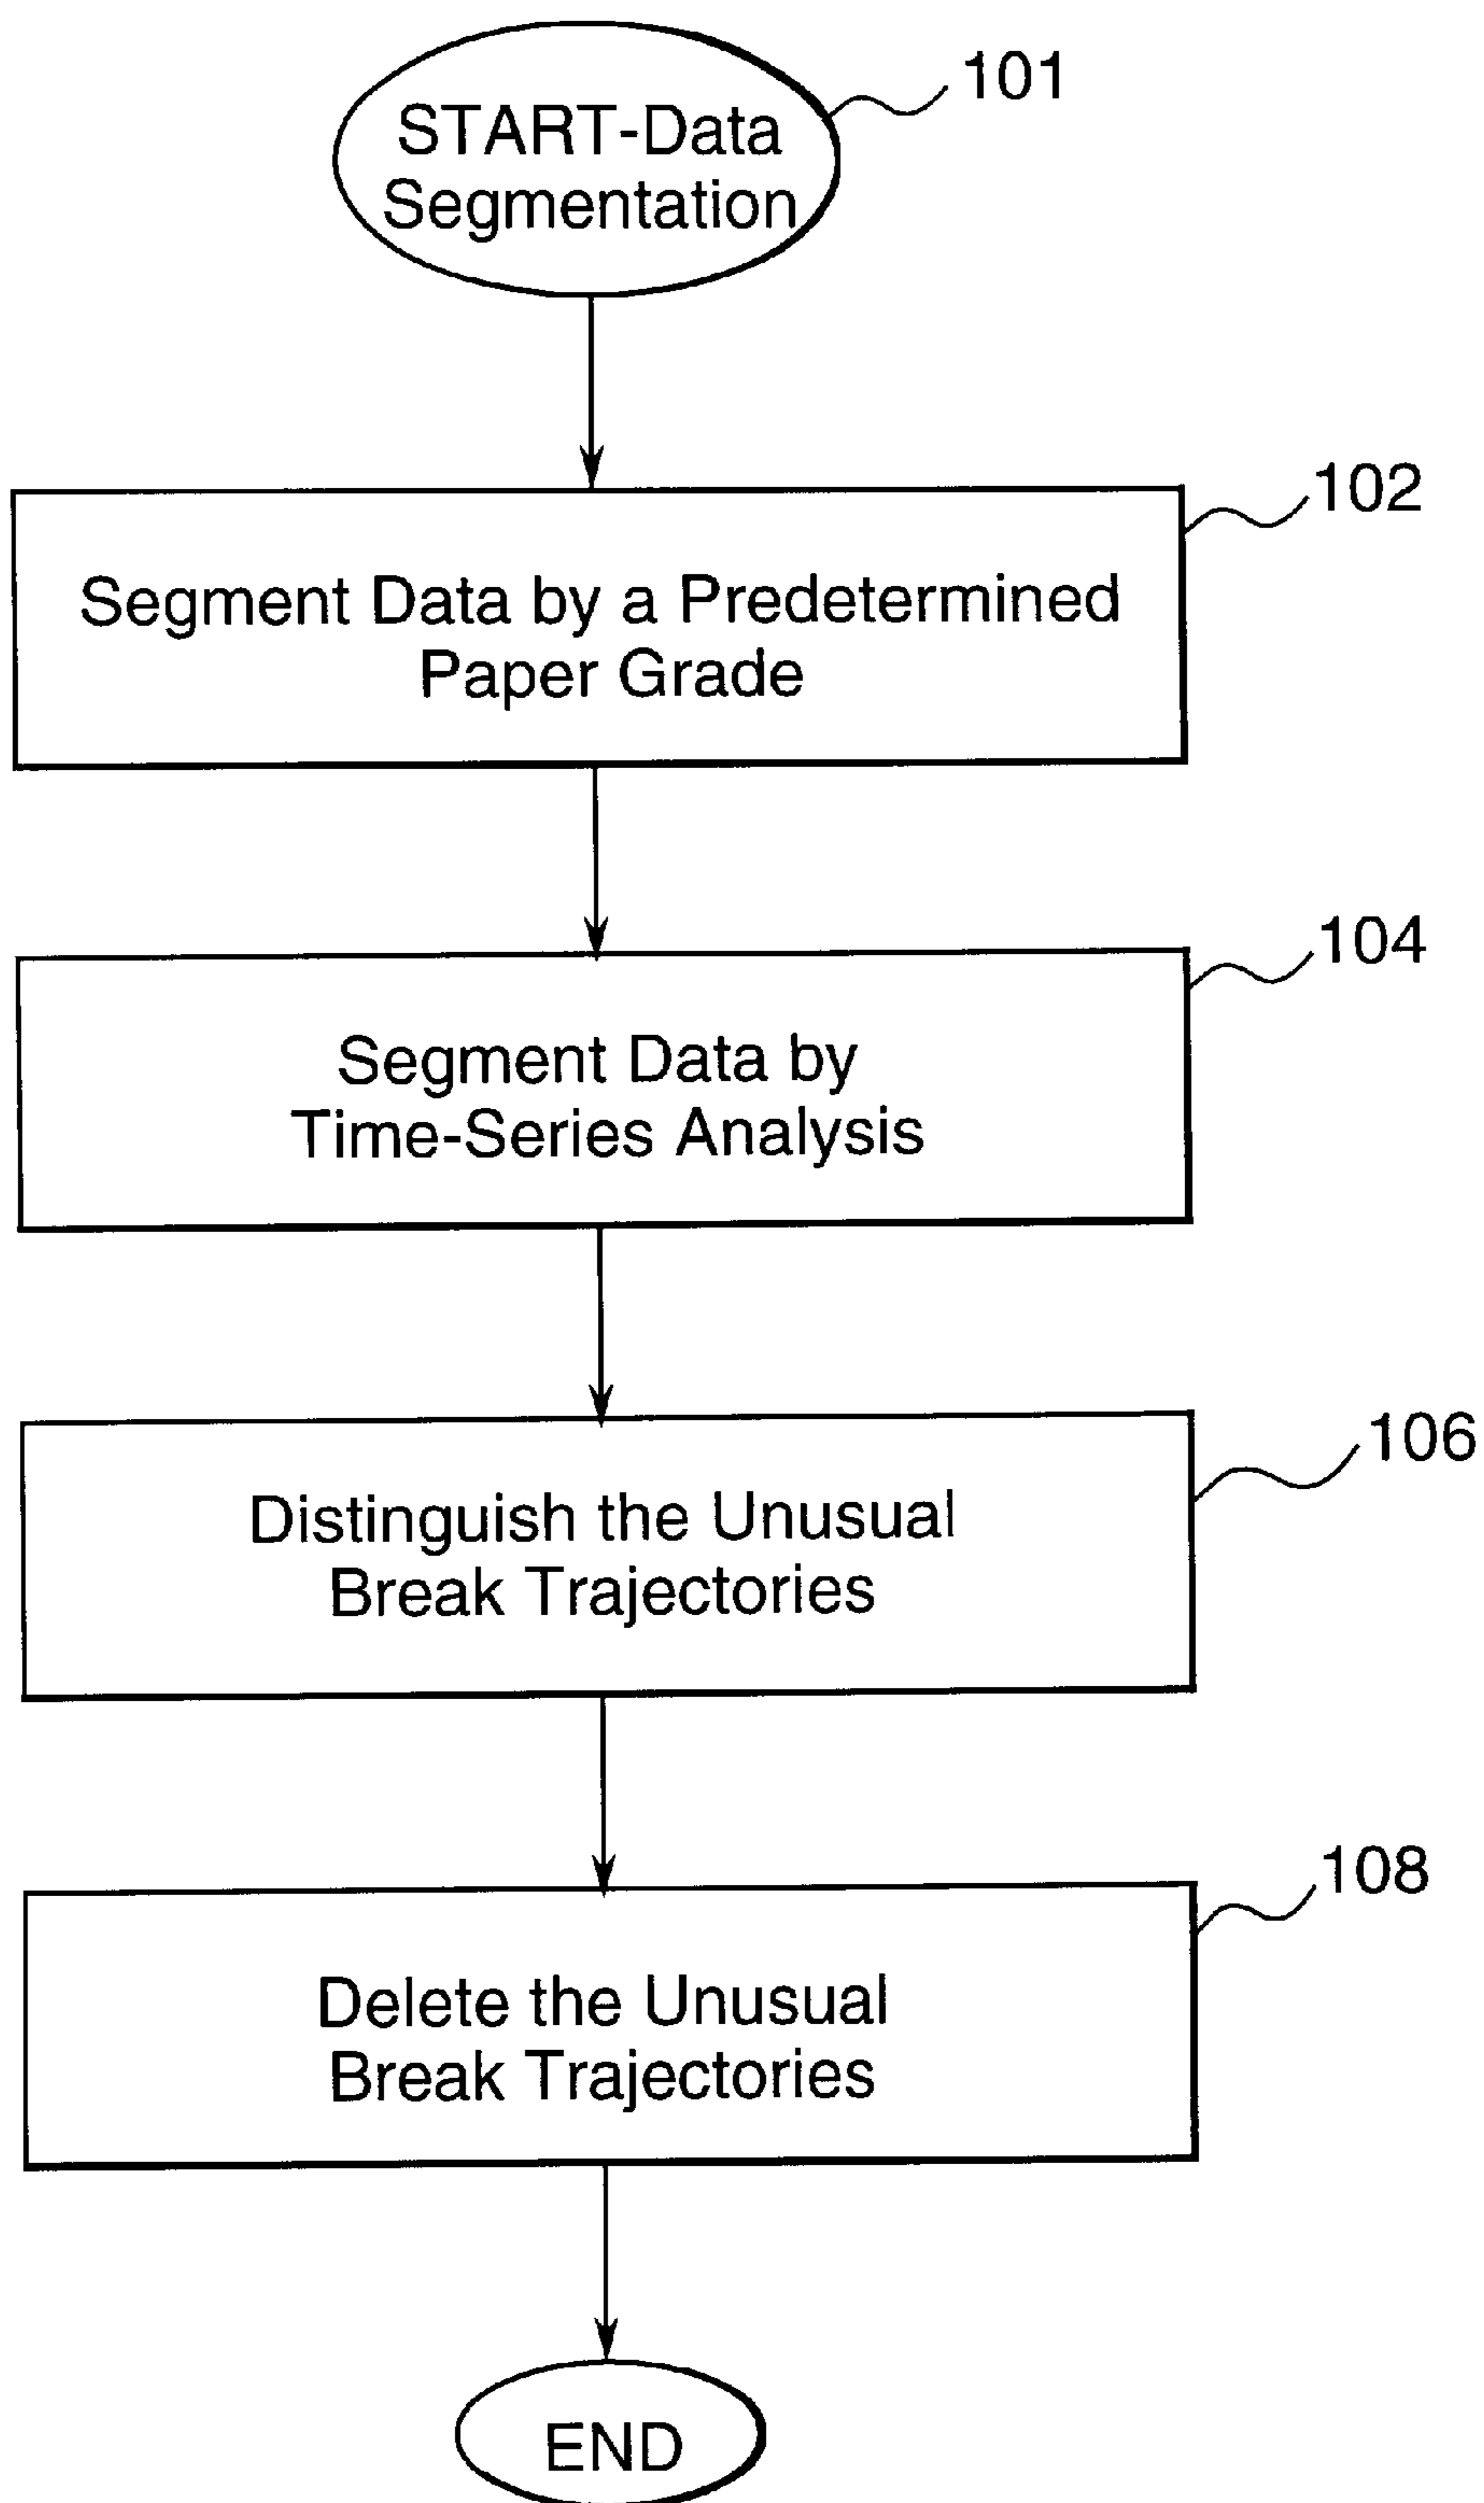 START-Data
Segmentation
101
102
Segment Data by a Predetermined
Paper Grade
104
Segment Data by
Time-Series Analysis
106
Distinguish the Unusual
Break Trajectories
108
Delete the Unusual
Break Trajectories
END